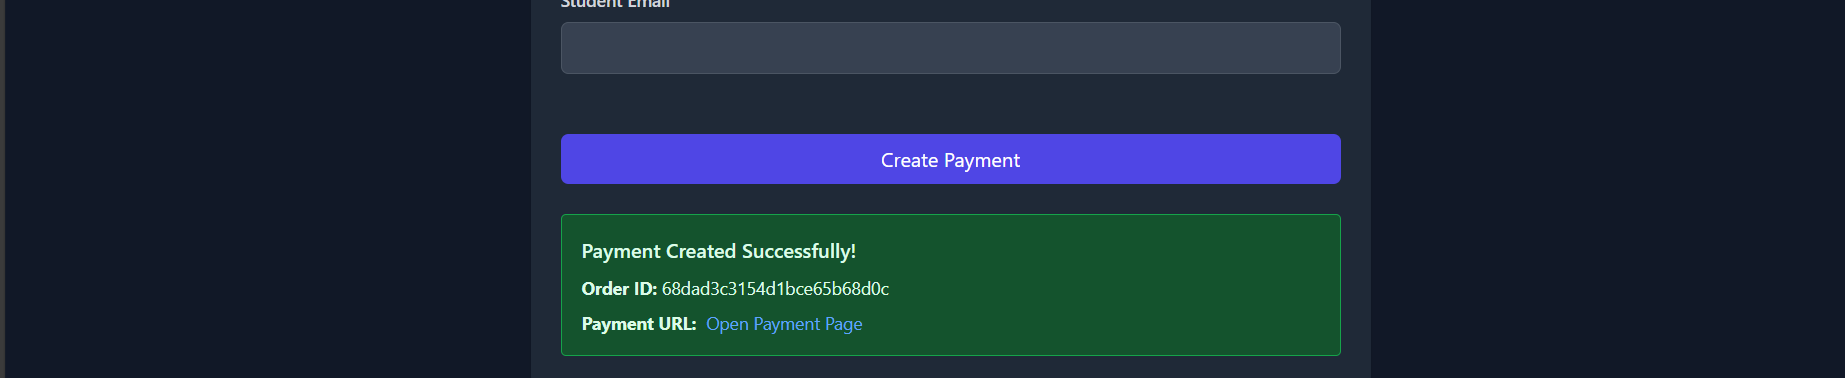 Student Email
Create Payment
Payment Created Successfully!
Order ID: 68dad3c3154d1bce65b68d0c
Payment URL: Open Payment Page